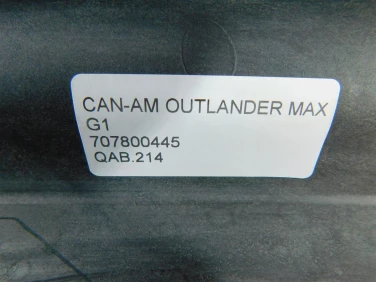 CAN-AM OUTLANDER MAX
G1
707800445
QAB.214